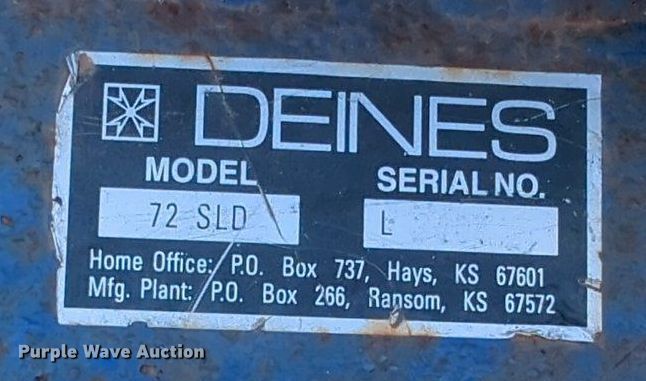 DEINES
MODEL SERIAL NO.
72 SLD L
Home Office: P.O. Box 737, Hays, KS 67601
Mfg. Plant: P.O. Box 266, Ransom, KS 67572
Purple Wave Auction